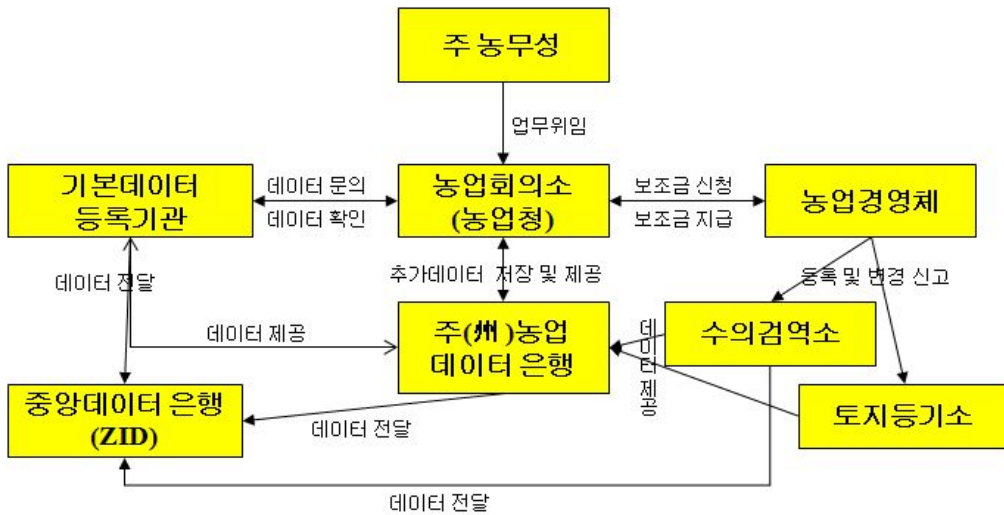 주 농무성
업무위임
기본데이터
등록기관
데이터 문의
데이터 확인
농업회의소
(농업청)
보조금 신청
보조금 지급
농업경영체
데이터 전달
추가데이터 저장 및 제공
등록 및 변경 신고
데이터 제공
주(州)농업
데이터 은행
데이터 제공
수의검역소
중앙데이터 은행
(ZID)
데이터 전달
토지등기소
데이터 전달